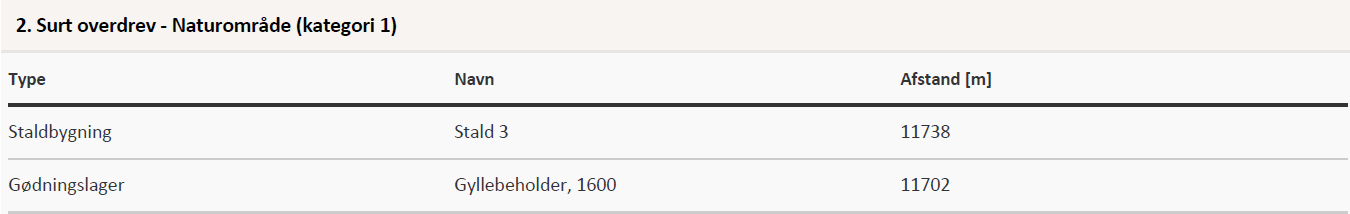 2. Surt overdrev - Naturområde (kategori 1)
Type Navn Afstand [m]
Staldbygning Stald 3 11738
Gødningslager Gyllebeholder, 1600 11702